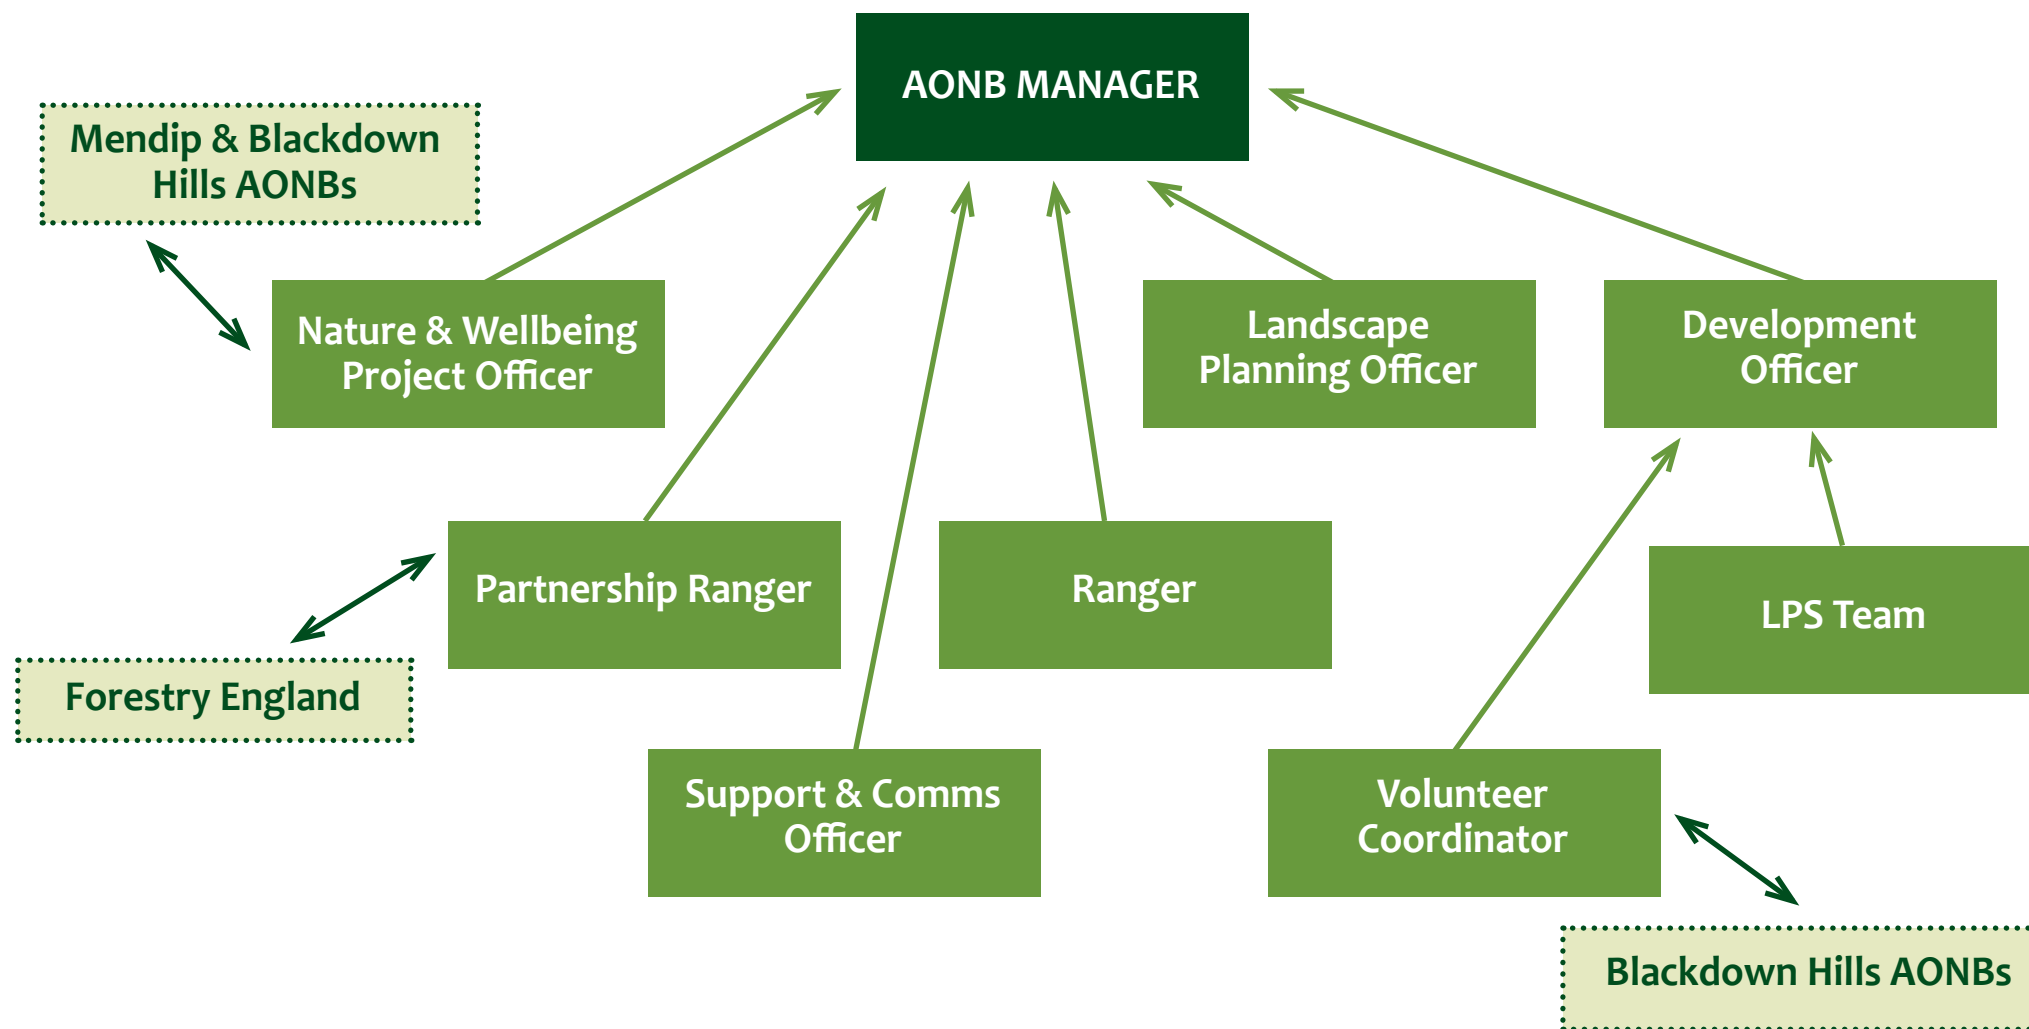 AONB MANAGER
Mendip & Blackdown
Hills AONBs
Nature & Wellbeing
Project Officer
Landscape
Planning Officer
Development
Officer
Partnership Ranger
Ranger
LPS Team
Forestry England
Support & Comms
Officer
Volunteer
Coordinator
Blackdown Hills AONBs